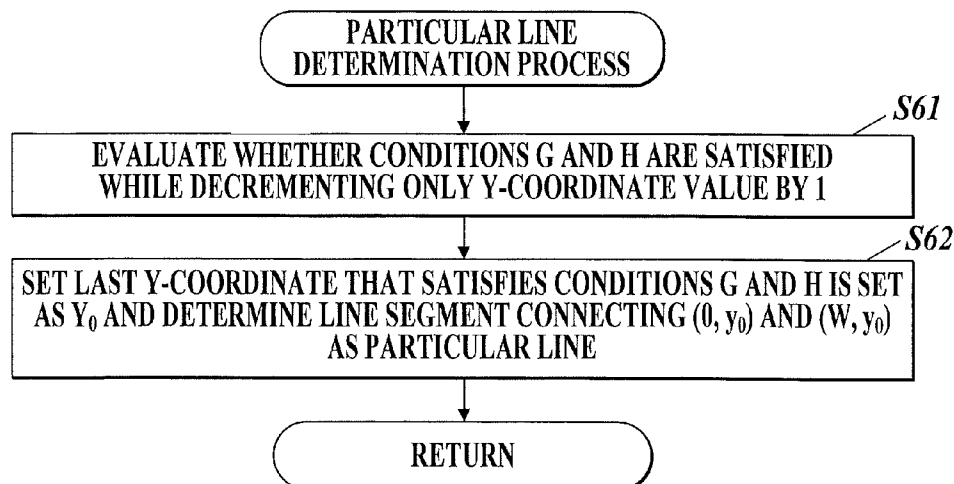 PARTICULAR LINE
DETERMINATION PROCESS
S61
EVALUATE WHETHER CONDITIONS G AND H ARE SATISFIED
WHILE DECREMENTING ONLY Y-COORDINATE VALUE BY 1
S62
SET LAST Y-COORDINATE THAT SATISFIES CONDITIONS G AND H IS SET
AS Y₀ AND DETERMINE LINE SEGMENT CONNECTING (0, y₀) AND (W, y₀)
AS PARTICULAR LINE
RETURN